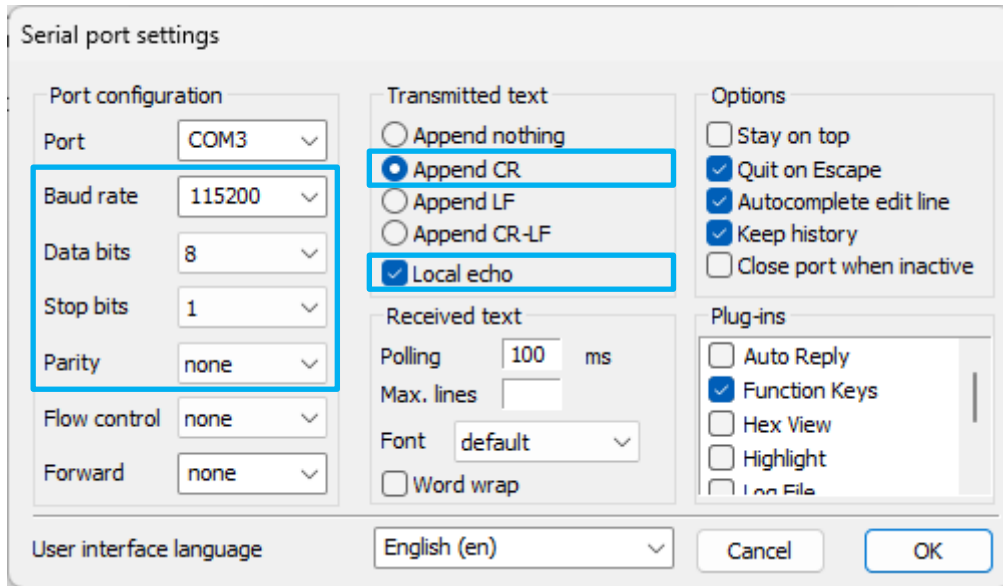 Serial port settings
Port configuration
Port COM3
Baud rate 115200
Data bits 8
Stop bits 1
Parity none
Flow control none
Forward none
Transmitted text
Append nothing
Append CR
Append LF
Append CR-LF
Local echo
Received text
Polling 100 ms
Max. lines
Font default
Word wrap
Options
Stay on top
Quit on Escape
Autocomplete edit line
Keep history
Close port when inactive
Plug-ins
Auto Reply
Function Keys
Hex View
Highlight
Log File
User interface language English (en) Cancel OK